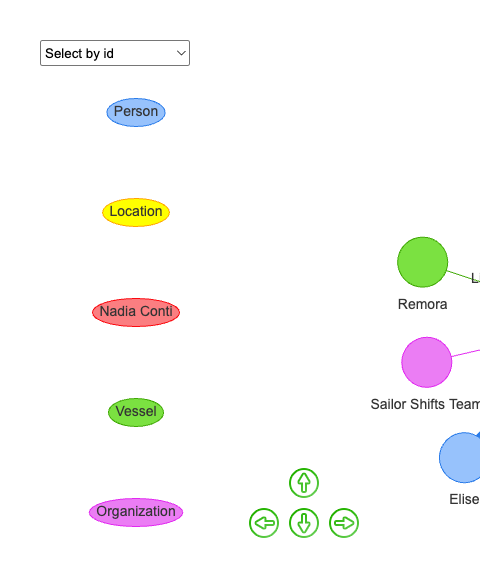 Select by id
Person
Location
Nadia Conti
Vessel
Organization
Remora
Sailor Shifts Team
Elise